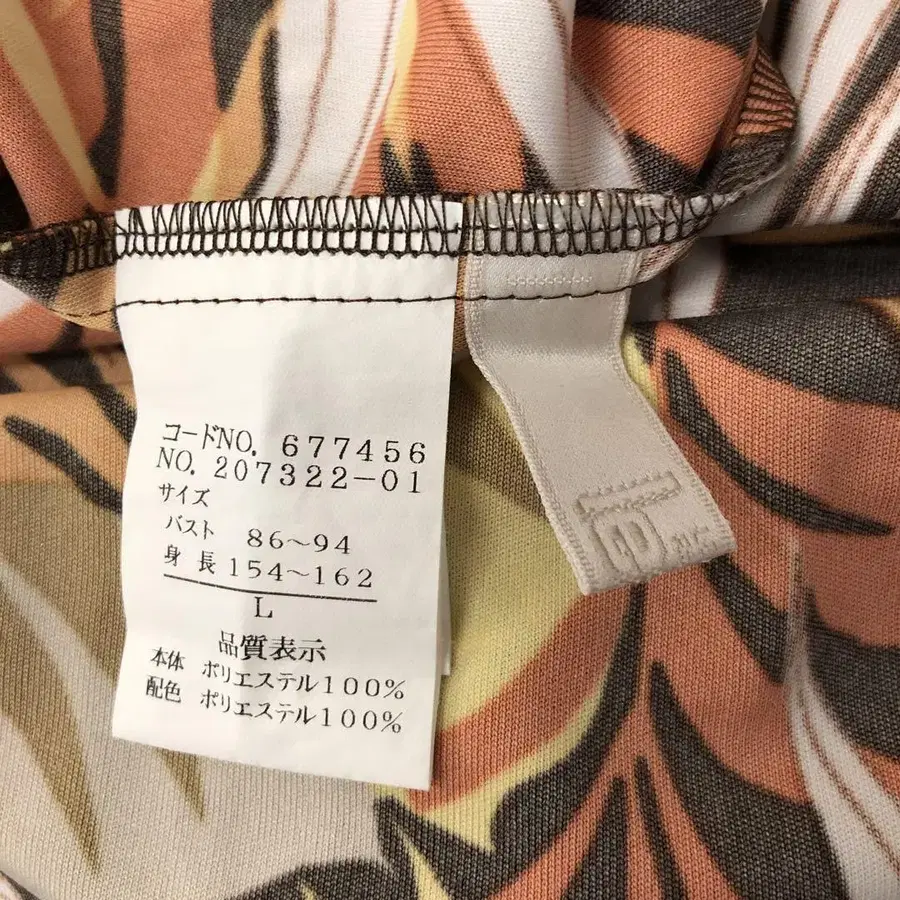 コードNO. 677456
NO. 207322-01
サイズ
バスト 86～94
身長 154～162
L
品質表示
本体 ポリエステル100%
配色 ポリエステル100%